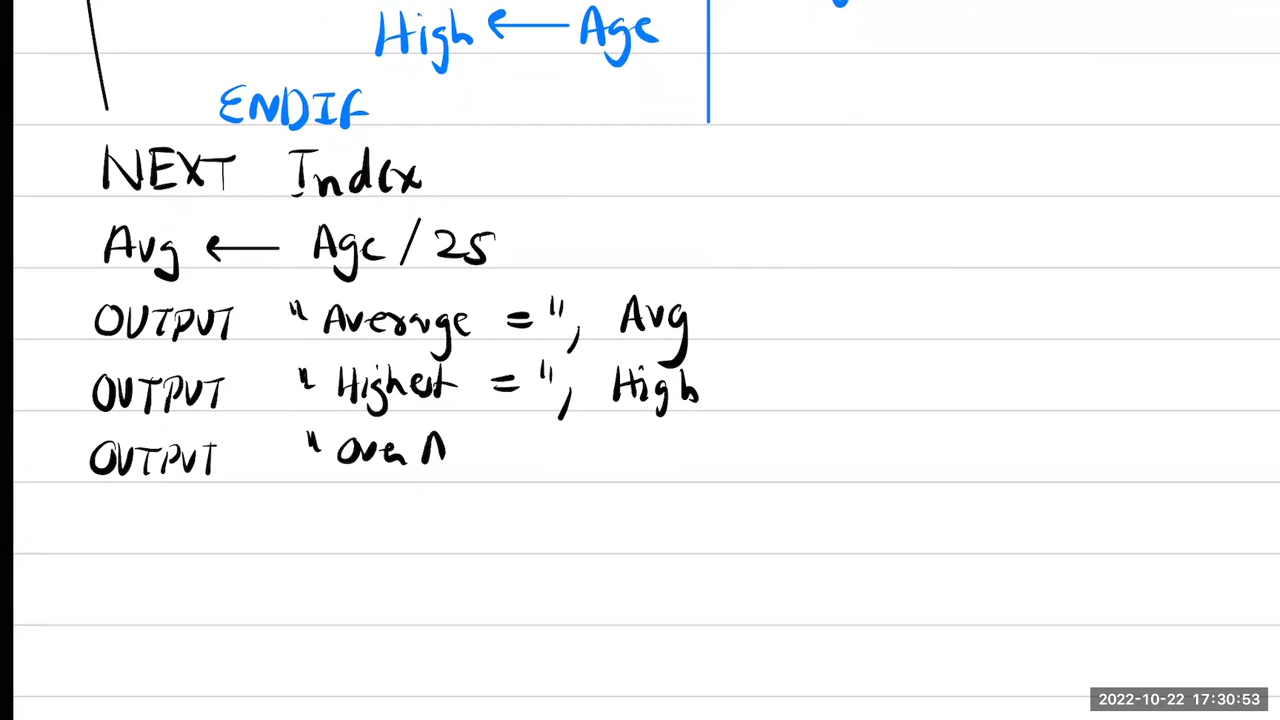 High ← Age
ENDIF
NEXT Index
Avg ← Age / 25
OUTPUT "Average = ", Avg
OUTPUT "Highest = ", High
OUTPUT "Over
2022-10-22 17:30:53